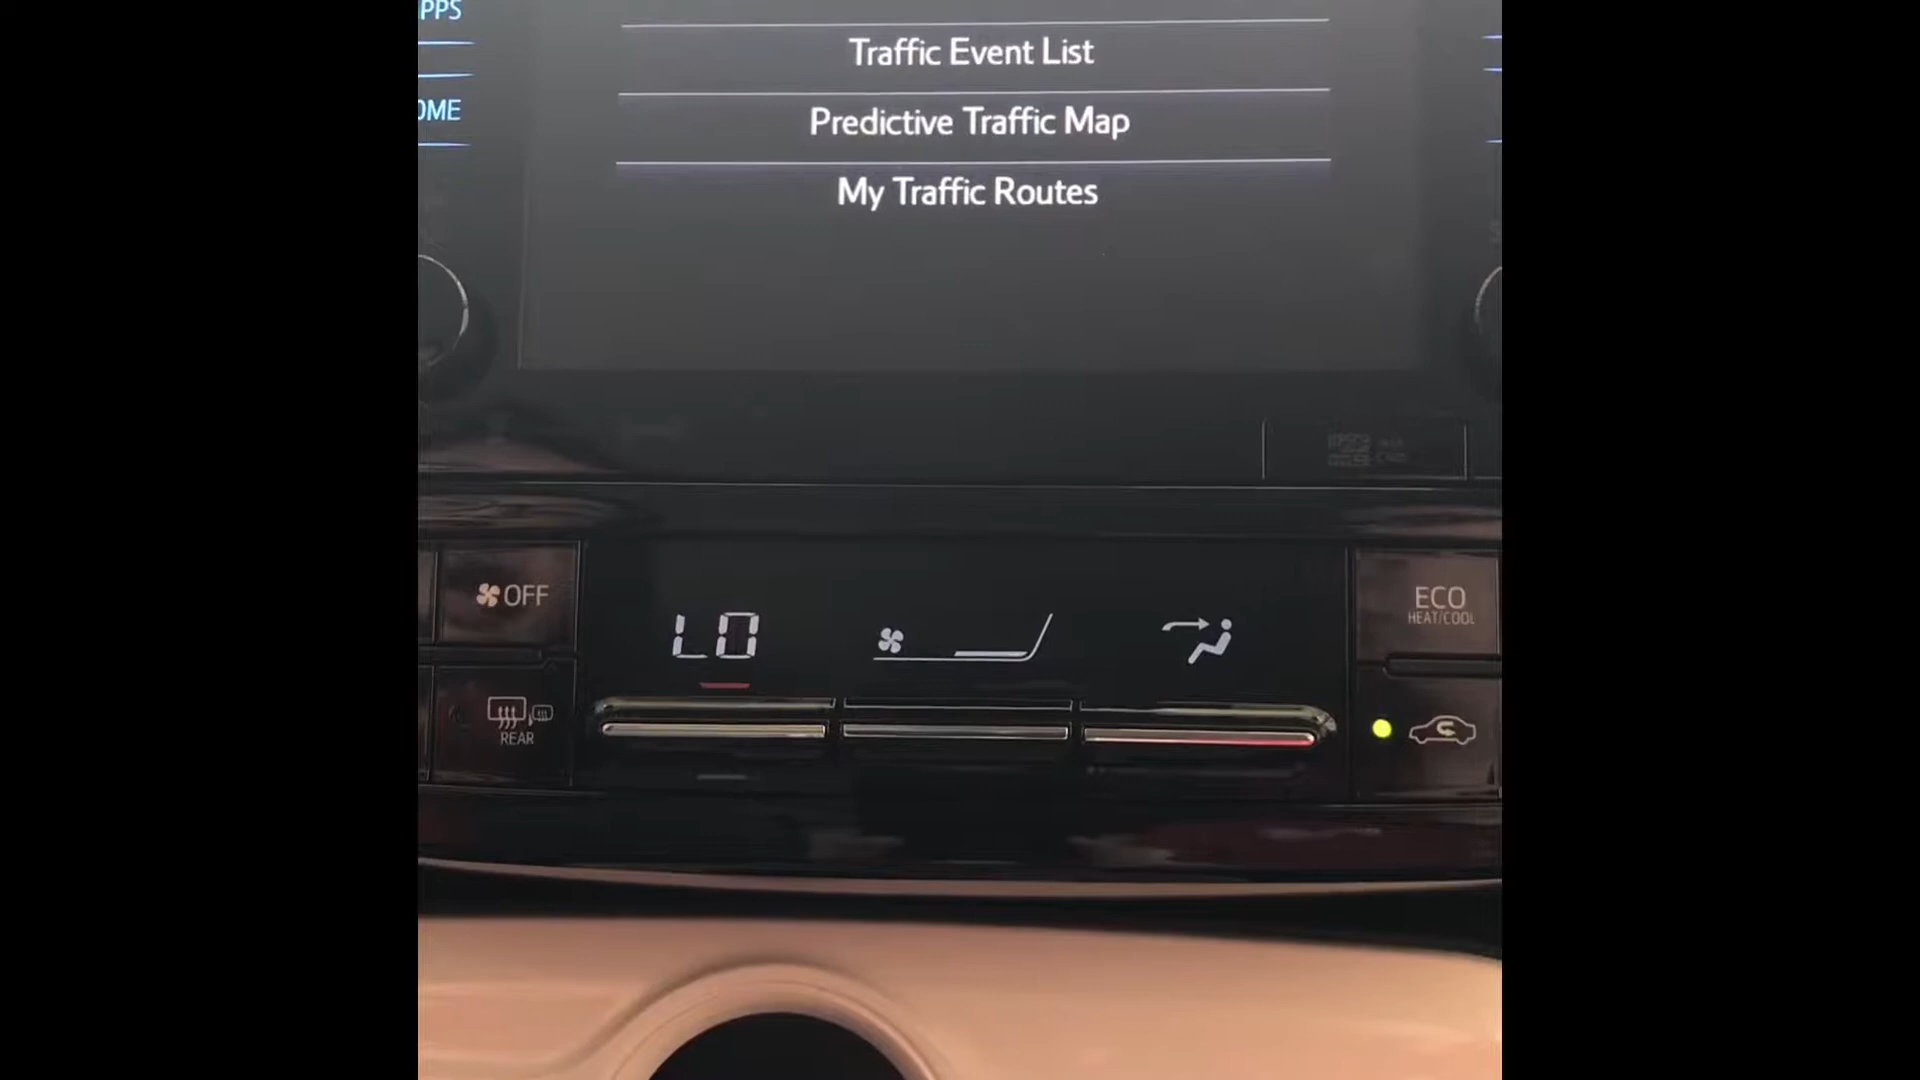 PPS
Traffic Event List
OME
Predictive Traffic Map
My Traffic Routes
OFF
LO
ECO
HEAT/COOL
REAR